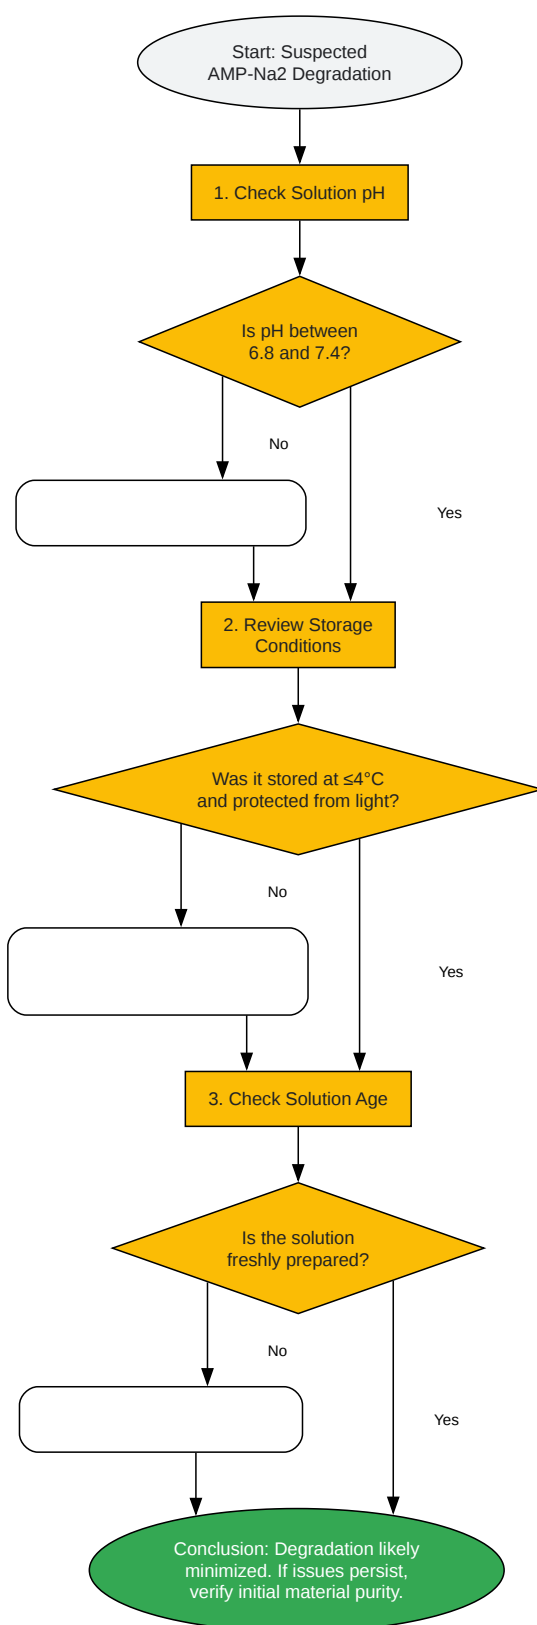 Start: Suspected
AMP-Na2 Degradation
1. Check Solution pH
Is pH between
6.8 and 7.4?
No
Yes
2. Review Storage
Conditions
Was it stored at ≤4°C
and protected from light?
No
Yes
3. Check Solution Age
Is the solution
freshly prepared?
No
Yes
Conclusion: Degradation likely
minimized. If issues persist,
verify initial material purity.